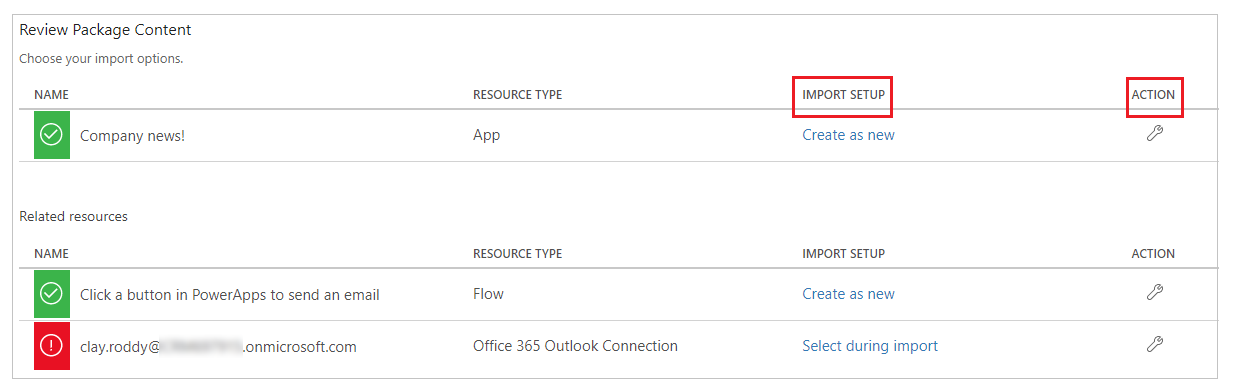 Review Package Content
Choose your import options.
NAME RESOURCE TYPE IMPORT SETUP ACTION
Company news! App Create as new
Related resources
NAME RESOURCE TYPE IMPORT SETUP ACTION
Click a button in PowerApps to send an email Flow Create as new
clay.roddy@ .onmicrosoft.com Office 365 Outlook Connection Select during import